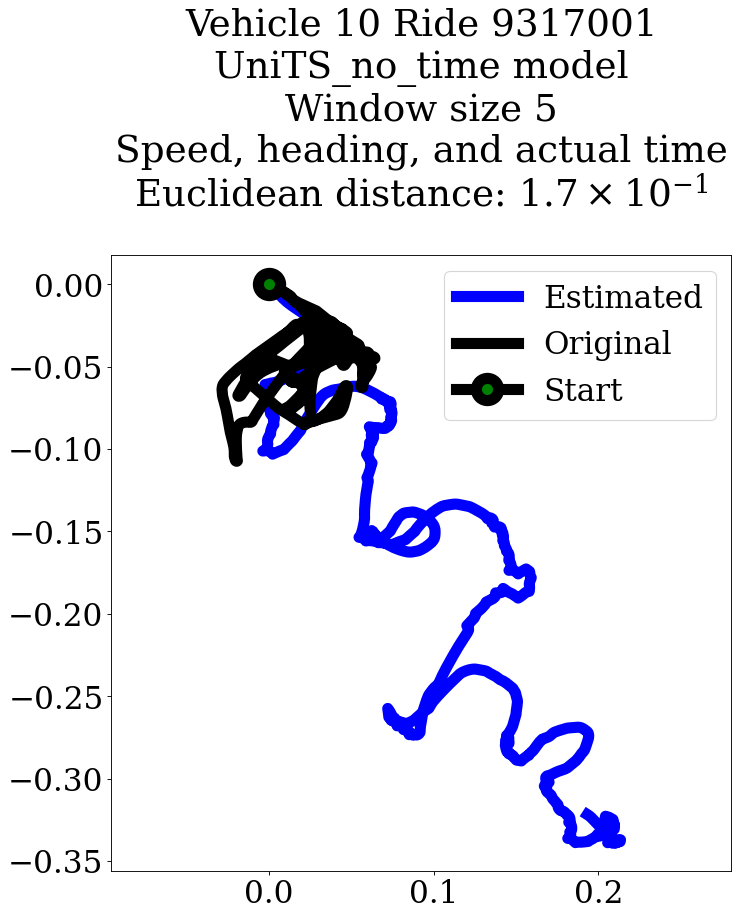 Vehicle 10 Ride 9317001
UniTS_no_time model
Window size 5
Speed, heading, and actual time
Euclidean distance: 1.7 × 10⁻¹
Estimated
Original
Start
0.00
−0.05
−0.10
−0.15
−0.20
−0.25
−0.30
−0.35
0.0 0.1 0.2